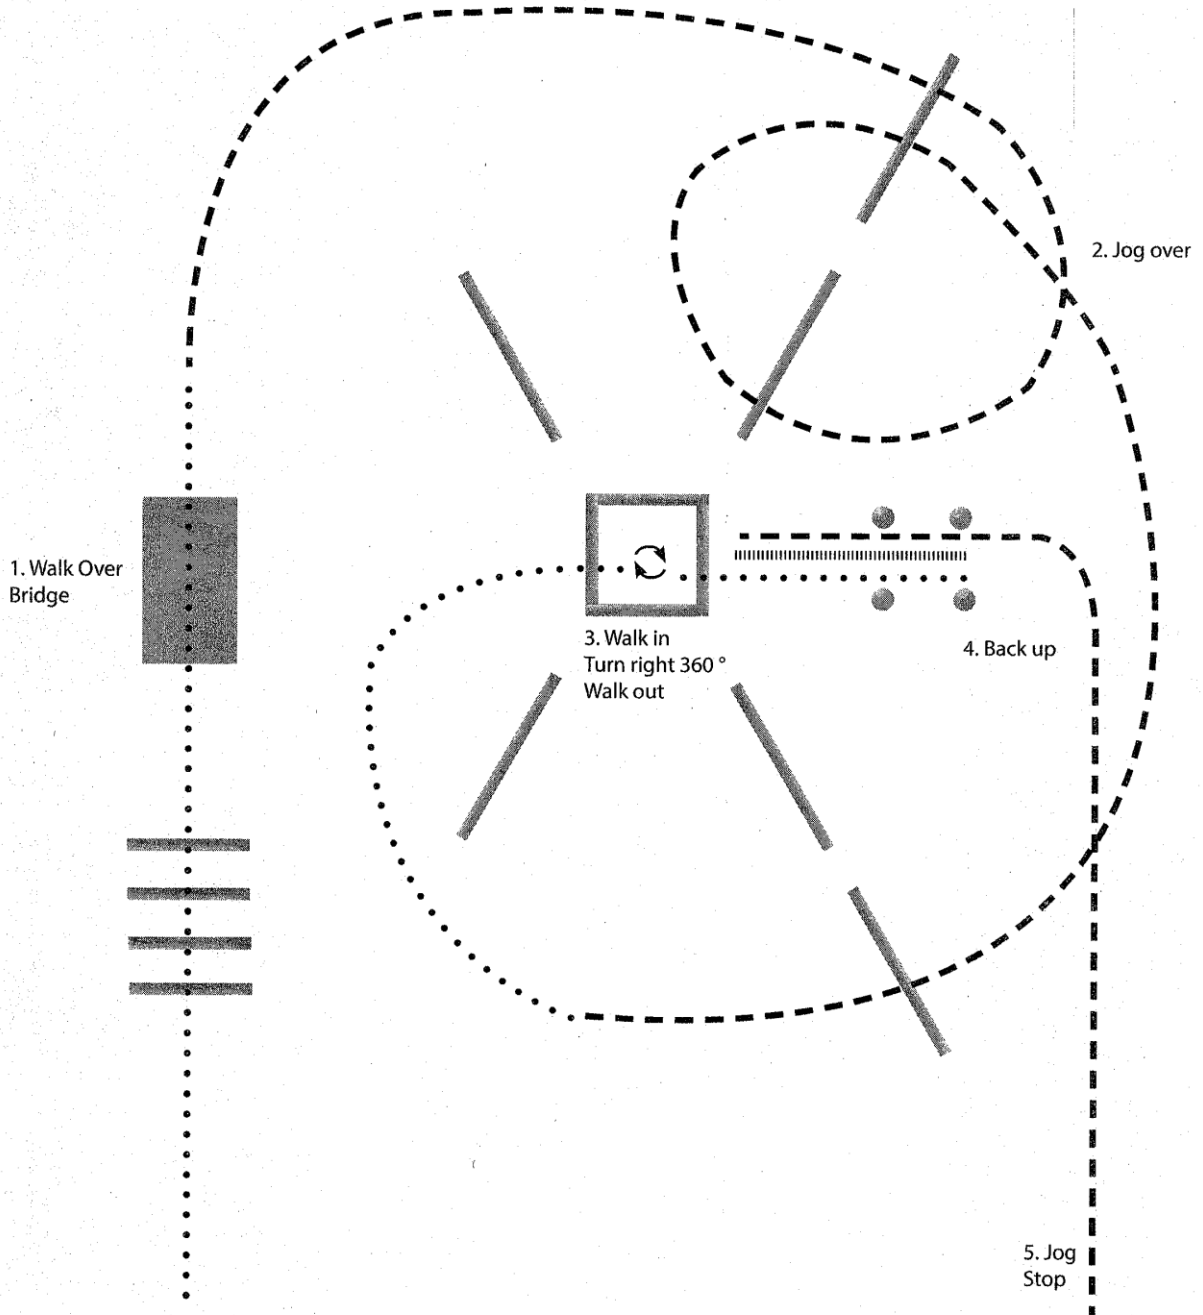 2. Jog over
1. Walk Over
Bridge
3. Walk in
Turn right 360 °
Walk out
4. Back up
5. Jog
Stop